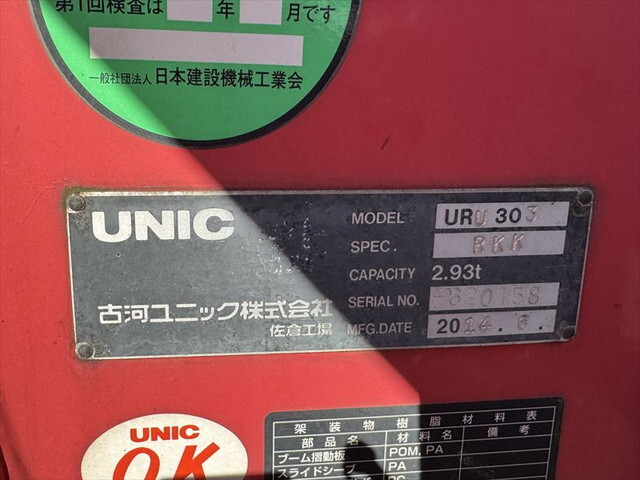 第1回検査は 年 月です
一般社団法人 日本建設機械工業会
UNIC
MODEL URU303
SPEC. RKK
CAPACITY 2.93t
SERIAL NO.
古河ユニック株式会社
佐倉工場
MFG.DATE 2014.
UNIC
OK
架装物樹脂材料表
部品名 材料名 備考
ブーム摺動板 POM,PA
スライドシーブ PA